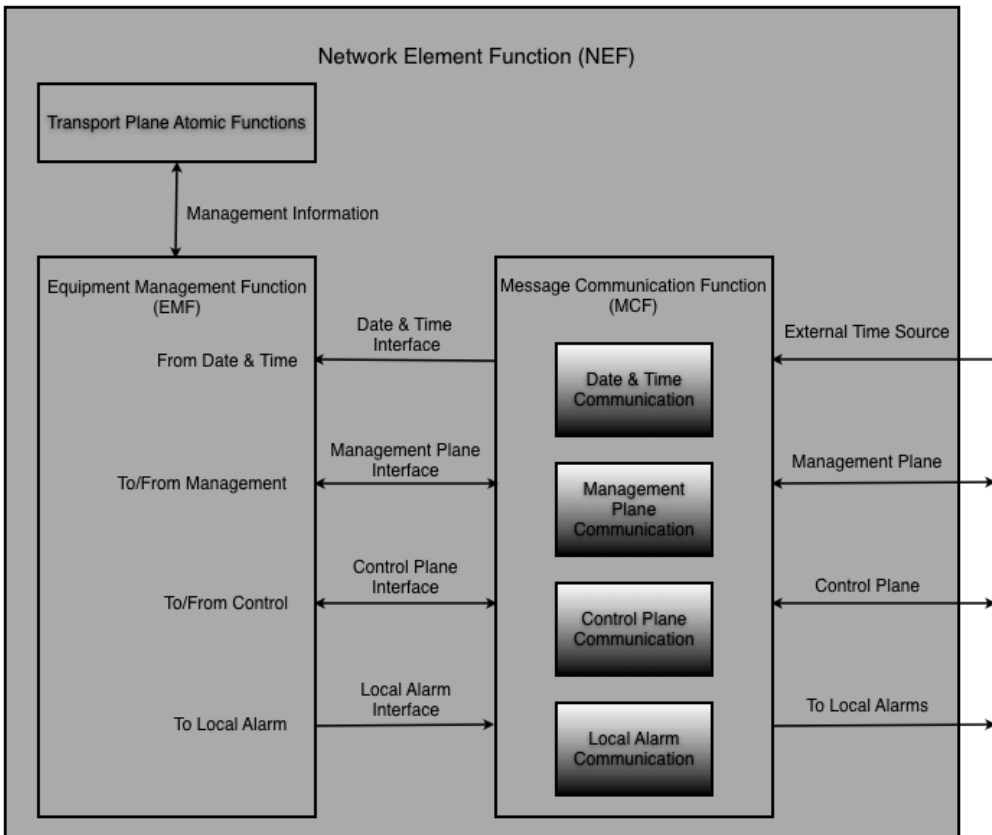 Network Element Function (NEF)
Transport Plane Atomic Functions
Management Information
Equipment Management Function
(EMF)
Message Communication Function
(MCF)
Date & Time
Interface
External Time Source
From Date & Time
Date & Time
Communication
Management Plane
Interface
Management Plane
To/From Management
Management
Plane
Communication
Control Plane
Interface
Control Plane
To/From Control
Control Plane
Communication
Local Alarm
Interface
To Local Alarms
To Local Alarm
Local Alarm
Communication